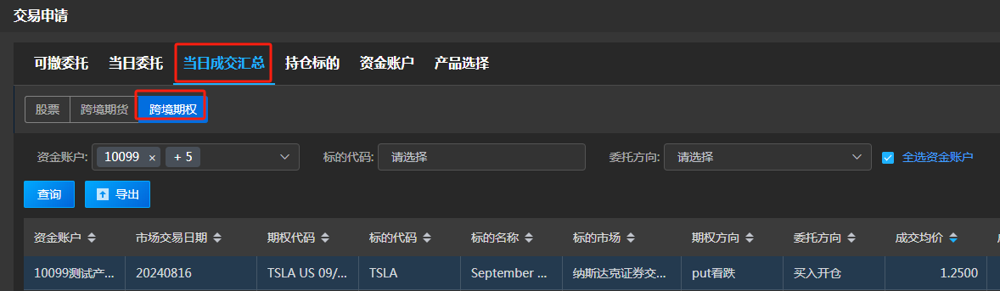 交易申请
可撤委托 当日委托 当日成交汇总 持仓标的 资金账户 产品选择
股票 跨境期货 跨境期权
资金账户: 10099 × + 5 标的代码: 请选择 委托方向: 请选择 全选资金账户
查询 导出
资金账户 市场交易日期 期权代码 标的代码 标的名称 标的市场 期权方向 委托方向 成交均价
10099测试产... 20240816 TSLA US 09/... TSLA September ... 纳斯达克证券交... put看跌 买入开仓 1.2500